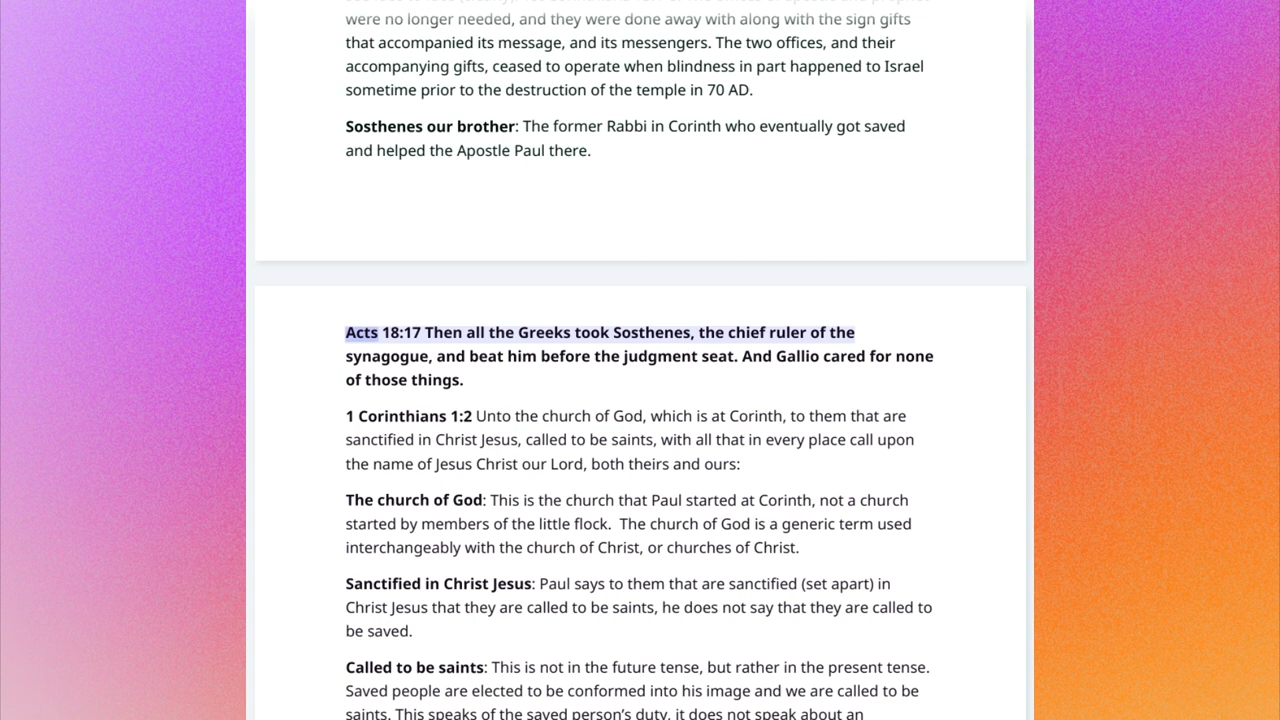 were no longer needed, and they were done away with along with the sign gifts
that accompanied its message, and its messengers. The two offices, and their
accompanying gifts, ceased to operate when blindness in part happened to Israel
sometime prior to the destruction of the temple in 70 AD.
Sosthenes our brother: The former Rabbi in Corinth who eventually got saved
and helped the Apostle Paul there.
Acts 18:17 Then all the Greeks took Sosthenes, the chief ruler of the
synagogue, and beat him before the judgment seat. And Gallio cared for none
of those things.
1 Corinthians 1:2 Unto the church of God, which is at Corinth, to them that are
sanctified in Christ Jesus, called to be saints, with all that in every place call upon
the name of Jesus Christ our Lord, both theirs and ours:
The church of God: This is the church that Paul started at Corinth, not a church
started by members of the little flock.  The church of God is a generic term used
interchangeably with the church of Christ, or churches of Christ.
Sanctified in Christ Jesus: Paul says to them that are sanctified (set apart) in
Christ Jesus that they are called to be saints, he does not say that they are called to
be saved.
Called to be saints: This is not in the future tense, but rather in the present tense.
Saved people are elected to be conformed into his image and we are called to be
saints. This speaks of the saved person's duty, it does not speak about an